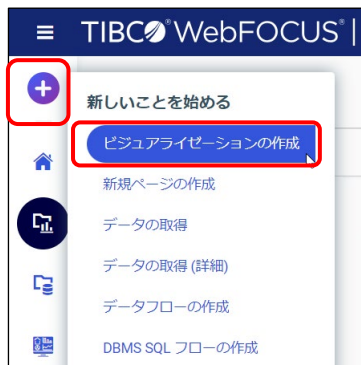 TIBCO® WebFOCUS®
新しいことを始める
ビジュアライゼーションの作成
新規ページの作成
データの取得
データの取得 (詳細)
データフローの作成
DBMS SQL フローの作成